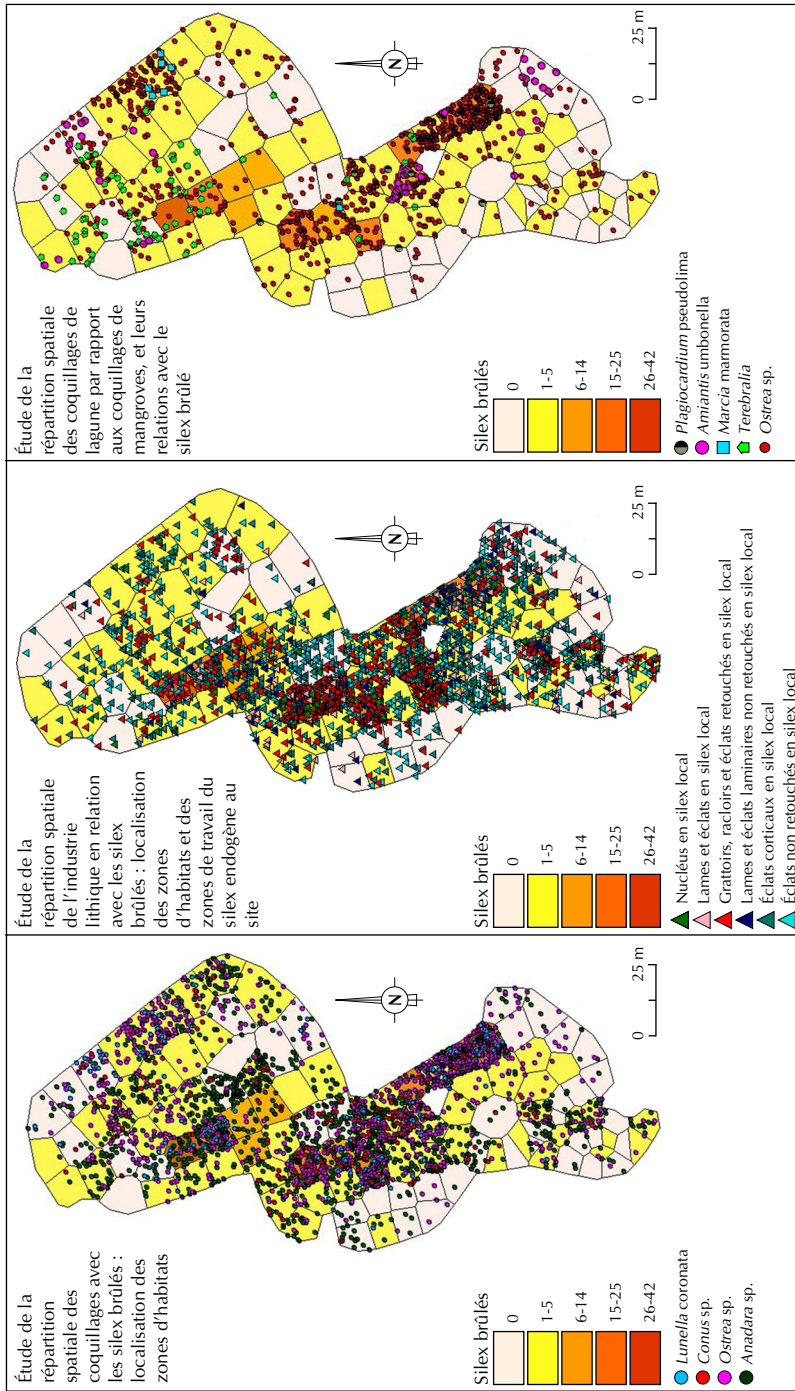 Étude de la
répartition
spatiale des
coquillages avec
les silex brûlés :
localisation des
zones d'habitats
Silex brûlés
0
1-5
6-14
15-25
26-42
Lunella coronata
Conus sp.
Ostrea sp.
Anadara sp.
N
0
25 m
Étude de la
répartition spatiale
de l'industrie
lithique en relation
avec les silex
brûlés : localisation
des zones
d'habitats et des
zones de travail du
silex endogène au
site
Silex brûlés
0
1-5
6-14
15-25
26-42
Nucléus en silex local
Lames et éclats en silex local
Grattoirs, racloirs et éclats retouchés en silex local
Lames et éclats laminaires non retouchés en silex local
Éclats corticaux en silex local
Éclats non retouchés en silex local
N
0
25 m
Étude de la
répartition spatiale
des coquillages de
lagune par rapport
aux coquillages de
mangroves, et leurs
relations avec le
silex brûlé
Silex brûlés
0
1-5
6-14
15-25
26-42
Plagiocardium pseudolima
Amiantis umbonella
Marcia marmorata
Terebralia
Ostrea sp.
N
0
25 m